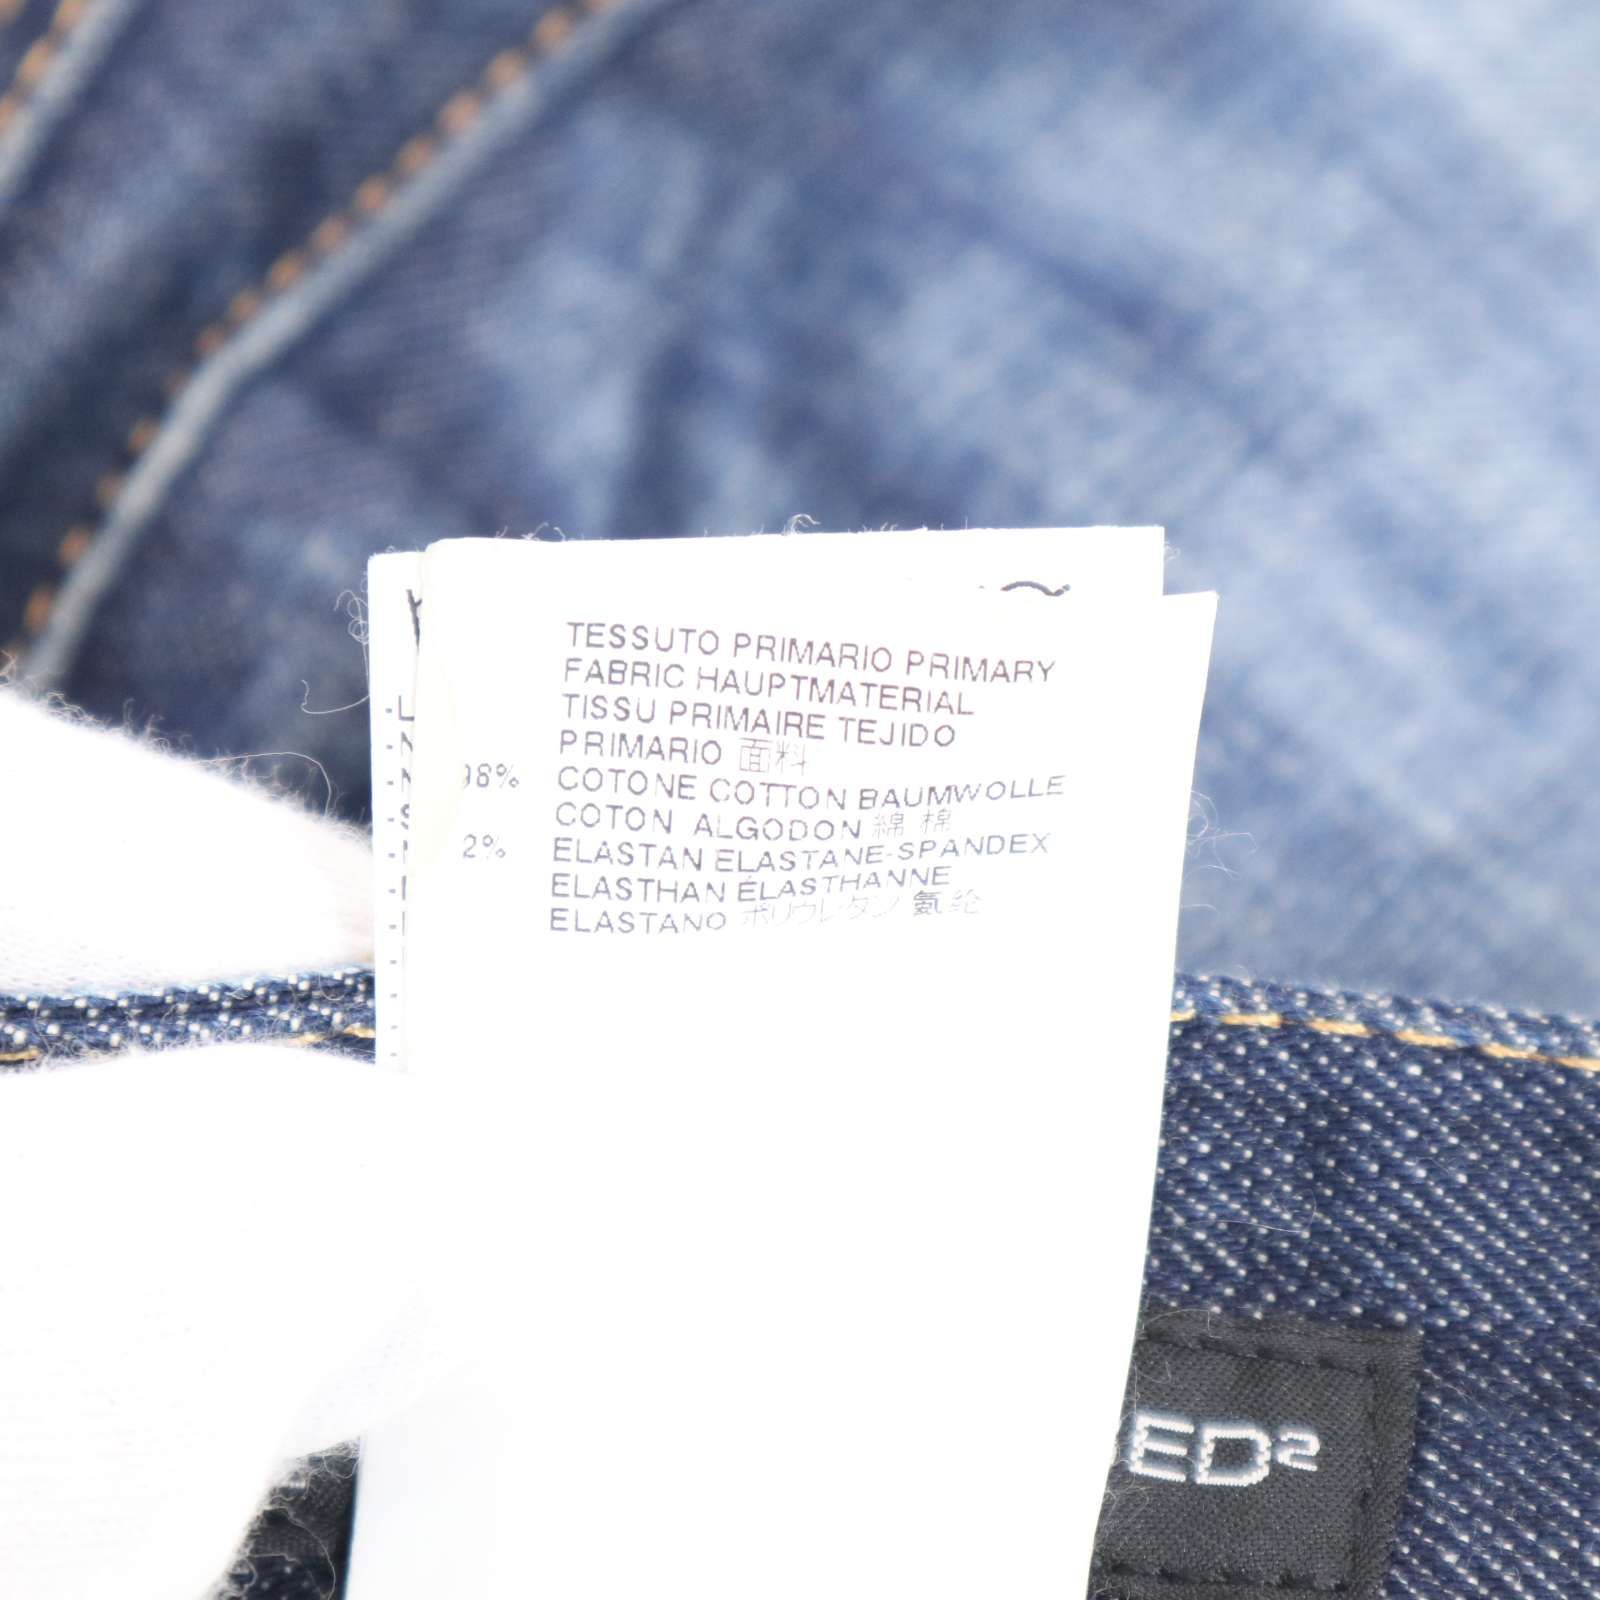 TESSUTO PRIMARIO PRIMARY
FABRIC HAUPTMATERIAL
TISSU PRIMAIRE TEJIDO
PRIMARIO 面料
98% COTONE COTTON BAUMWOLLE
COTON ALGODON 綿 棉
2% ELASTAN ELASTANE-SPANDEX
ELASTHAN ÉLASTHANNE
ELASTANO ポリウレタン 氨纶
ED2